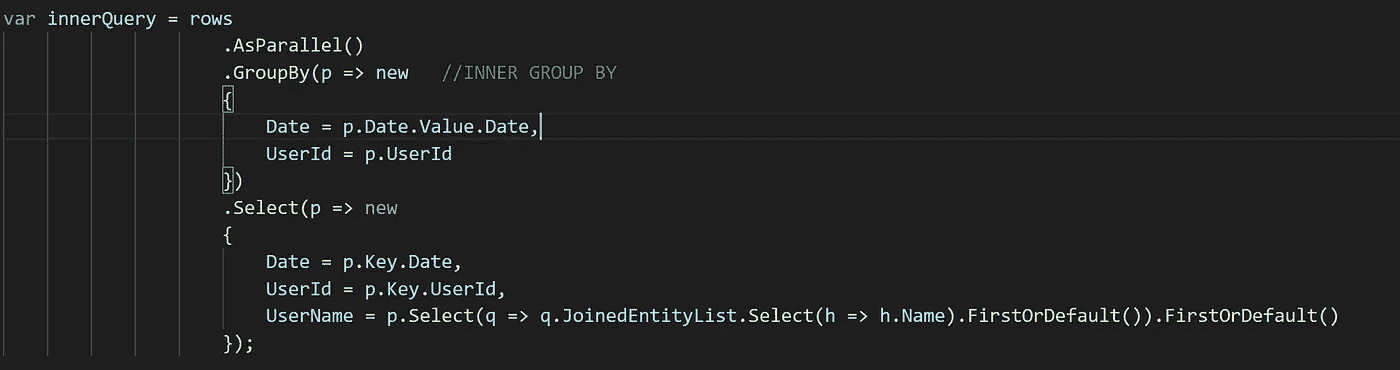 var innerQuery = rows
.AsParallel()
.GroupBy(p => new   //INNER GROUP BY
{
Date = p.Date.Value.Date,
UserId = p.UserId
})
.Select(p => new
{
Date = p.Key.Date,
UserId = p.Key.UserId,
UserName = p.Select(q => q.JoinedEntityList.Select(h => h.Name).FirstOrDefault()).FirstOrDefault()
});